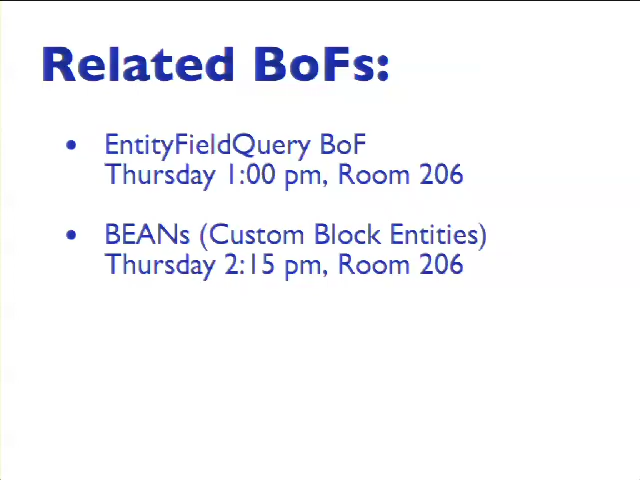 Related BoFs:
• EntityFieldQuery BoF
Thursday 1:00 pm, Room 206
• BEANs (Custom Block Entities)
Thursday 2:15 pm, Room 206